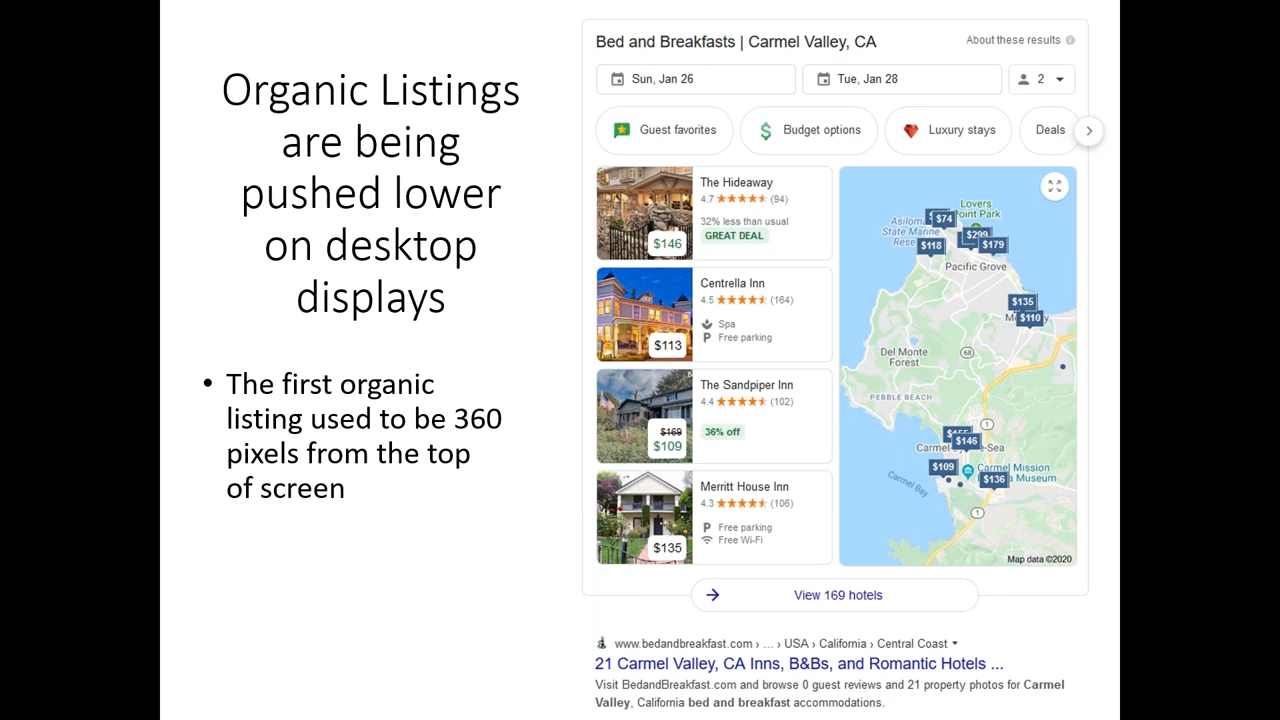 Organic Listings
are being
pushed lower
on desktop
displays
• The first organic
listing used to be 360
pixels from the top
of screen
Bed and Breakfasts | Carmel Valley, CA
About these results
Sun, Jan 26
Tue, Jan 28
2
Guest favorites
Budget options
Luxury stays
Deals
The Hideaway
4.7 (94)
32% less than usual
GREAT DEAL
$146
Centrella Inn
4.5 (164)
Spa
P Free parking
$113
The Sandpiper Inn
4.4 (102)
36% off
$169
$109
Merritt House Inn
4.3 (106)
P Free parking
Free Wi-Fi
$135
Lovers
Point Park
$74
Asilomar
State Marine
$299
$118
$179
Pacific Grove
$135
$110
Del Monte
Forest
68
PEBBLE BEACH
1
$146
$109
Carmel Mission
Museum
$136
Carmel Bay
1
Map data ©2020
View 169 hotels
www.bedandbreakfast.com › ... › USA › California › Central Coast
21 Carmel Valley, CA Inns, B&Bs, and Romantic Hotels ...
Visit BedandBreakfast.com and browse 0 guest reviews and 21 property photos for Carmel
Valley, California bed and breakfast accommodations.